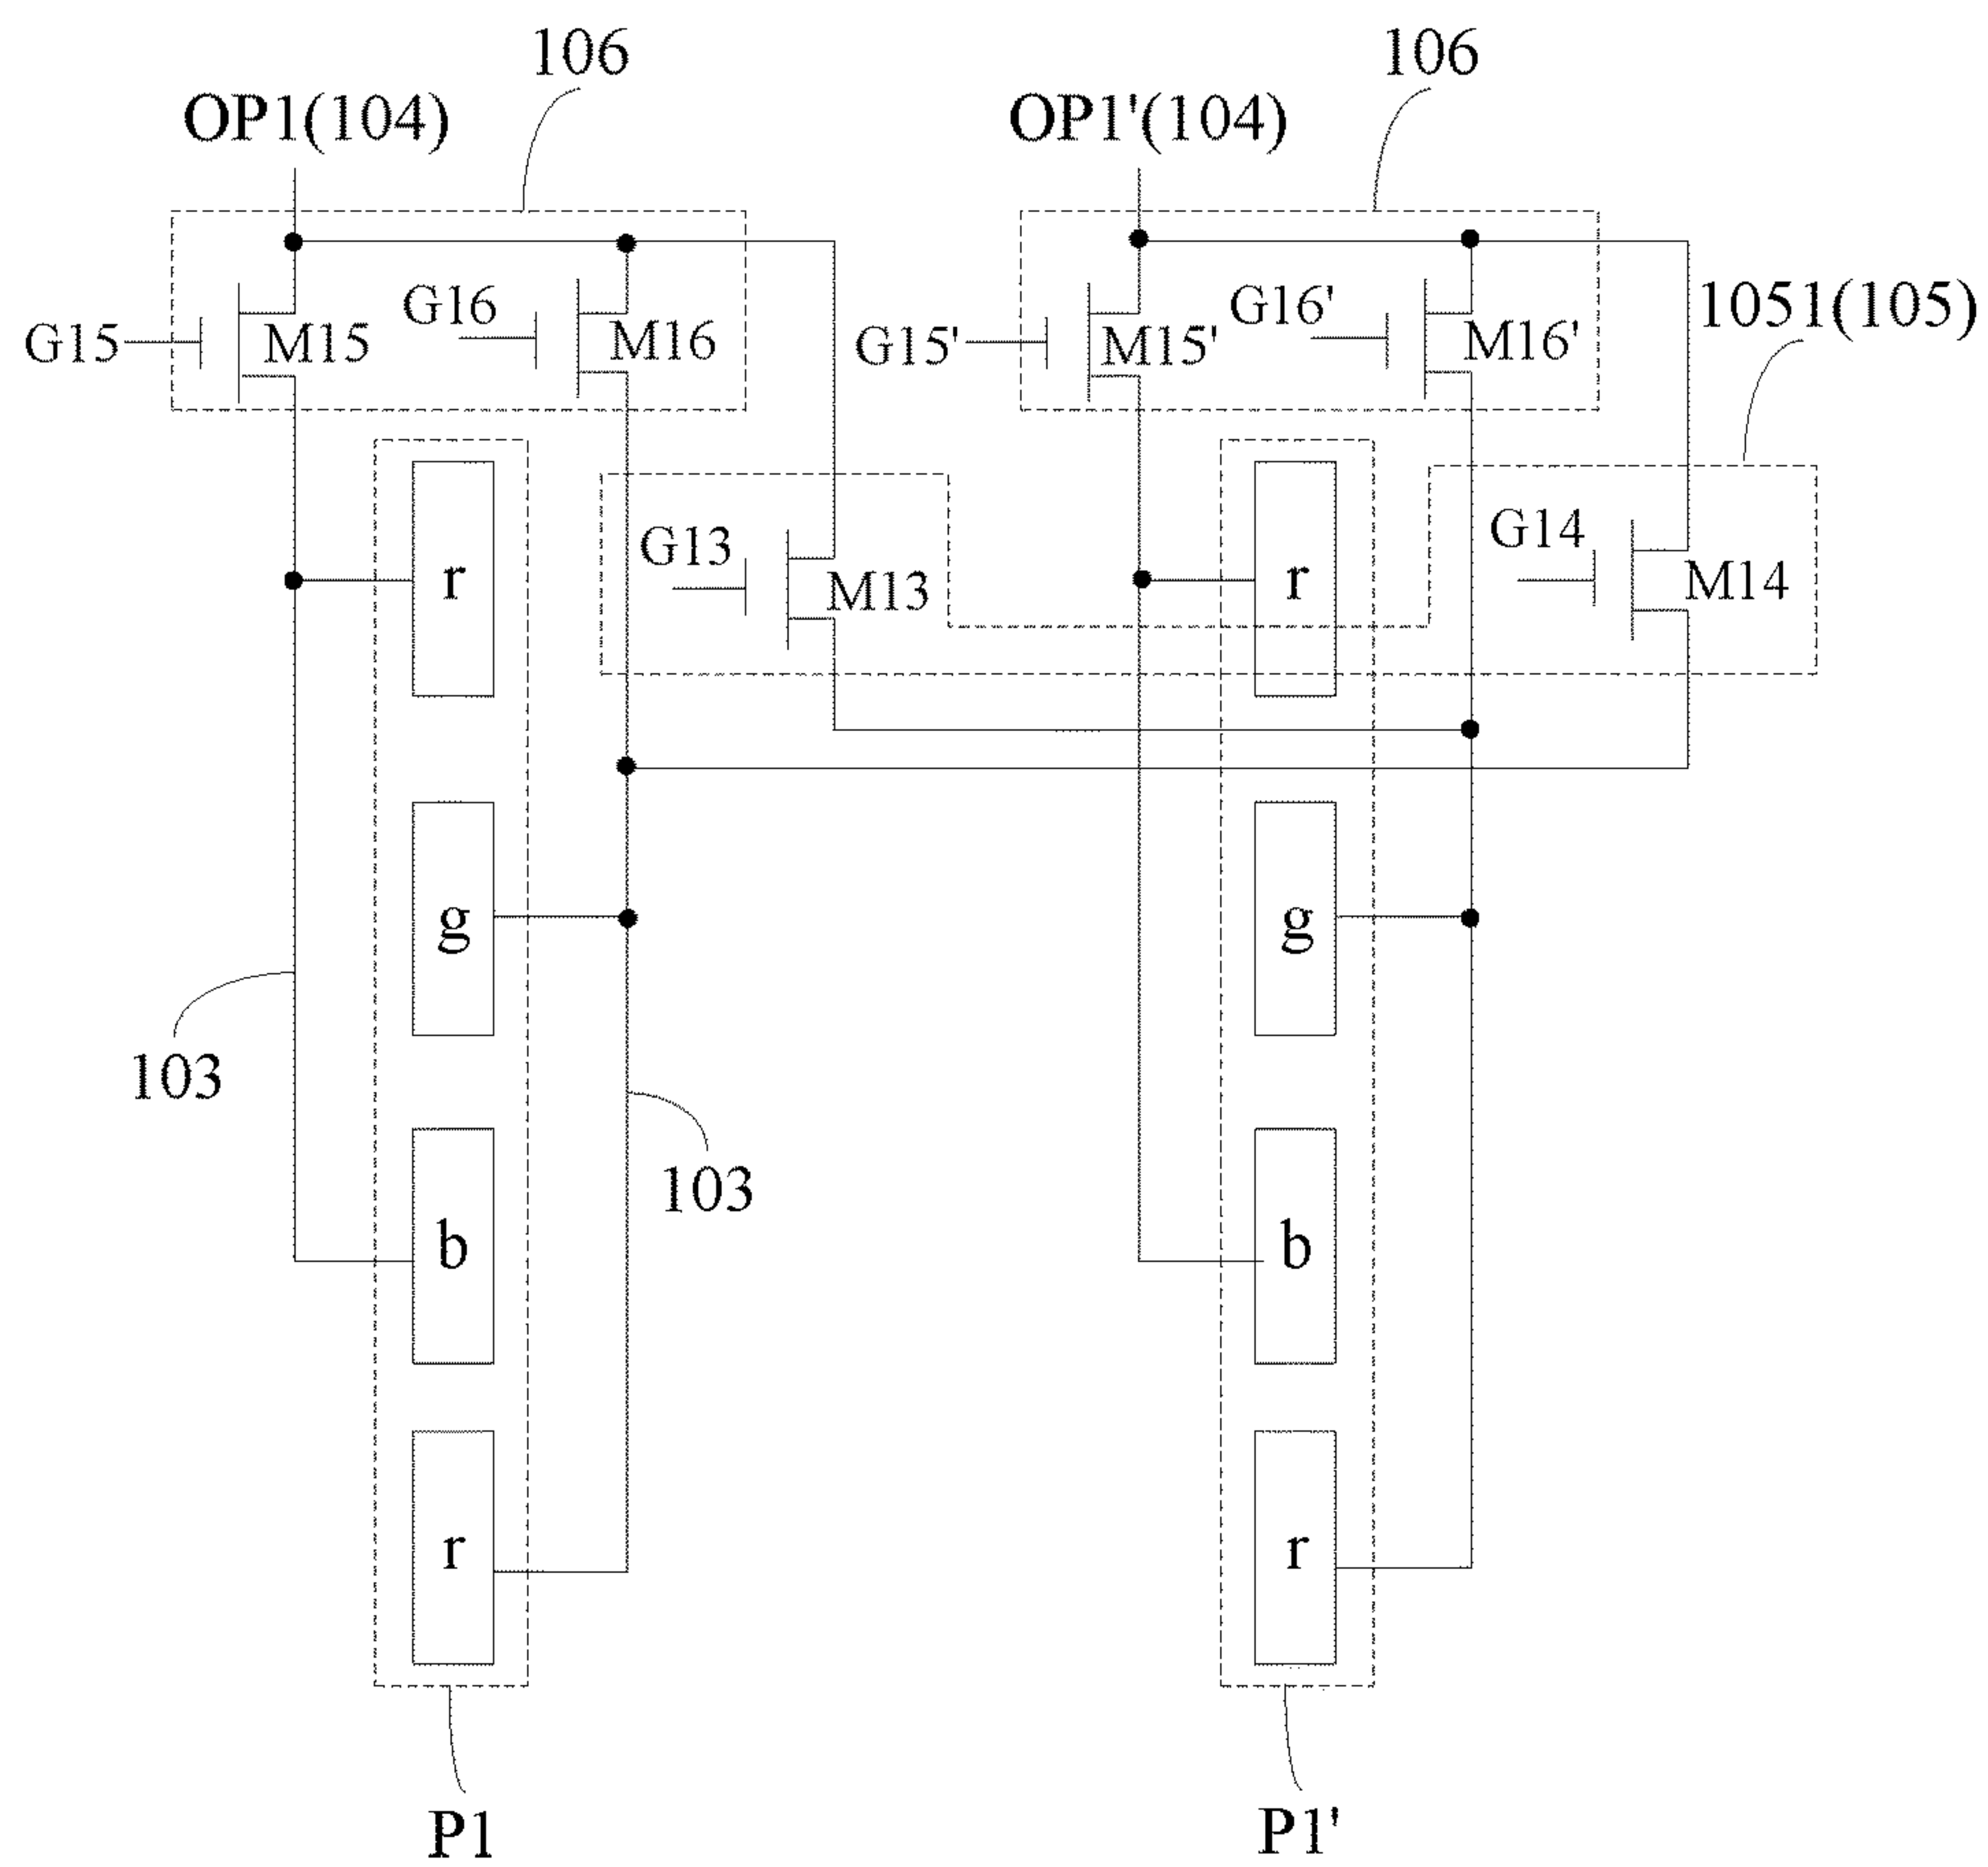 106
106
OP1(104)
OP1'(104)
G15
M15
G16
M16
G15'
M15'
G16'
M16'
1051(105)
r
G13
M13
r
G14
M14
g
g
103
103
b
b
r
r
P1
P1'